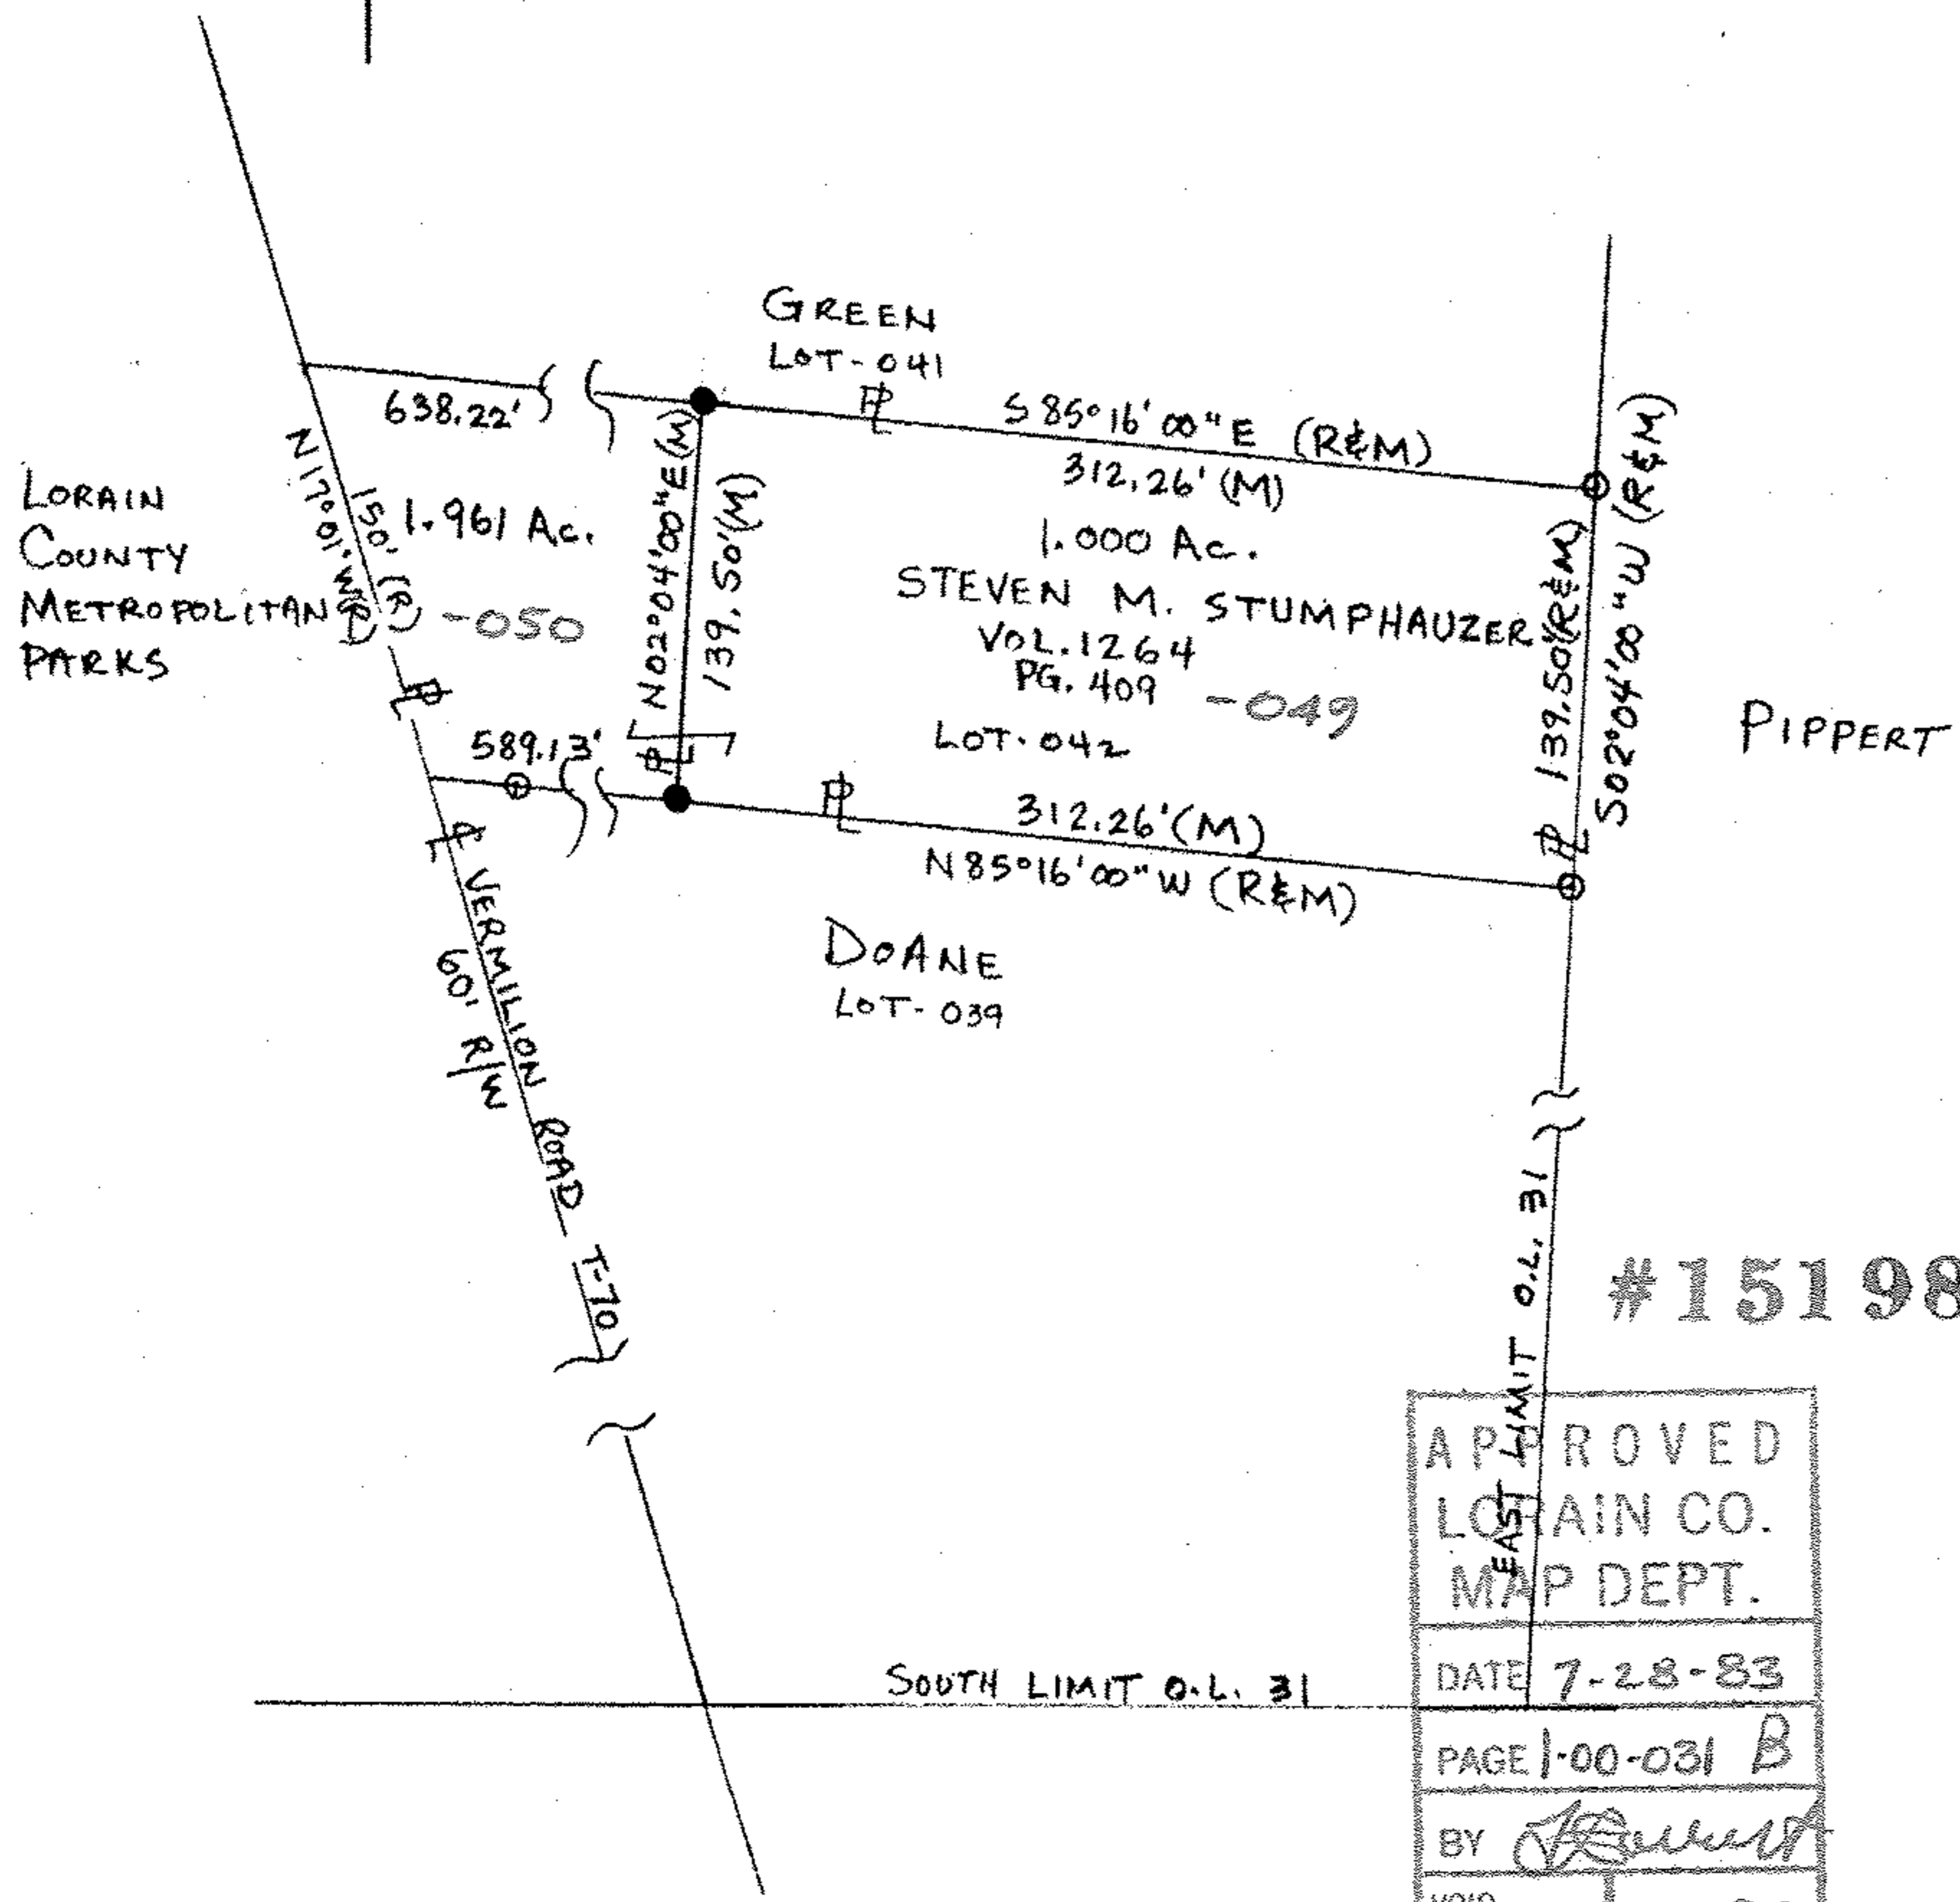 GREEN
LOT-041
638.22'
S 85°16'00" E (R&M)
312.26' (M)
N 17°01' W (R)
150' (R)
1.961 Ac.
-050
LORAIN
COUNTY
METROPOLITAN
PARKS
N02°04'00"E (M)
139.50' (M)
1.000 Ac.
STEVEN M. STUMPHAUZER
VOL. 1264
PG. 409
-049
LOT-042
139.50' (R&M)
S02°04'00"W (R&M)
PIPPERT
589.13'
312.26' (M)
N 85°16'00" W (R&M)
DOANE
LOT-039
VERMILION ROAD T-70
60' R/W
EAST LIMIT O.L. 31
#15198
SOUTH LIMIT O.L. 31
APPROVED
LORAIN CO.
MAP DEPT.
DATE 7-28-83
PAGE 1-00-031 B
BY
VOID